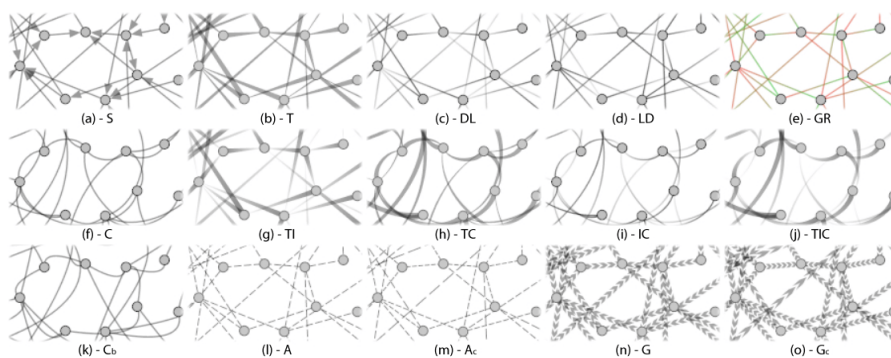 (a) - S (b) - T (c) - DL (d) - LD (e) - GR
(f) - C (g) - TI (h) - TC (i) - IC (j) - TIC
(k) - Cb (l) - A (m) - Ac (n) - G (o) - Gc